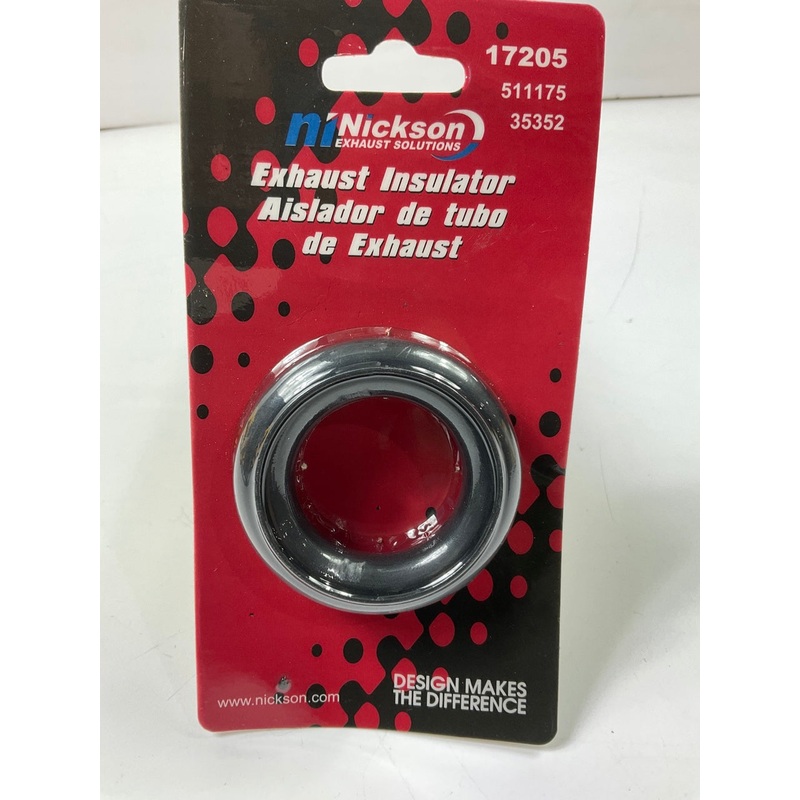 17205
511175
35352
ni Nickson
EXHAUST SOLUTIONS
Exhaust Insulator
Aislador de tubo
de Exhaust
www.nickson.com
DESIGN MAKES
THE DIFFERENCE